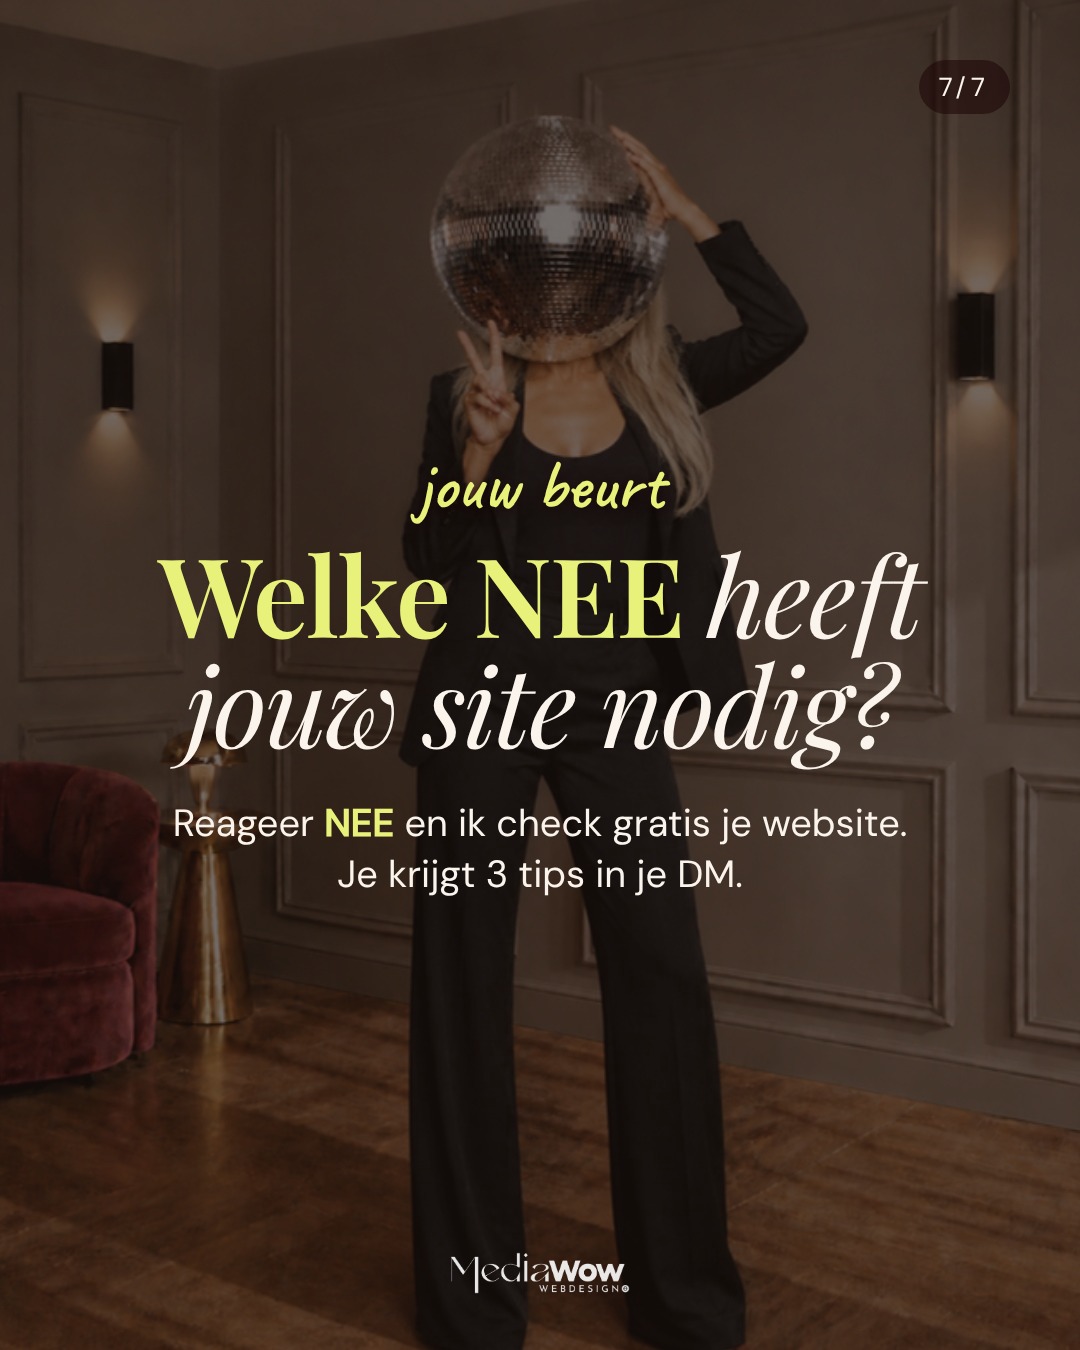 7/7
jouw beurt
Welke NEE heeft
jouw site nodig?
Reageer NEE en ik check gratis je website.
Je krijgt 3 tips in je DM.
MediaWow
WEBDESIGN